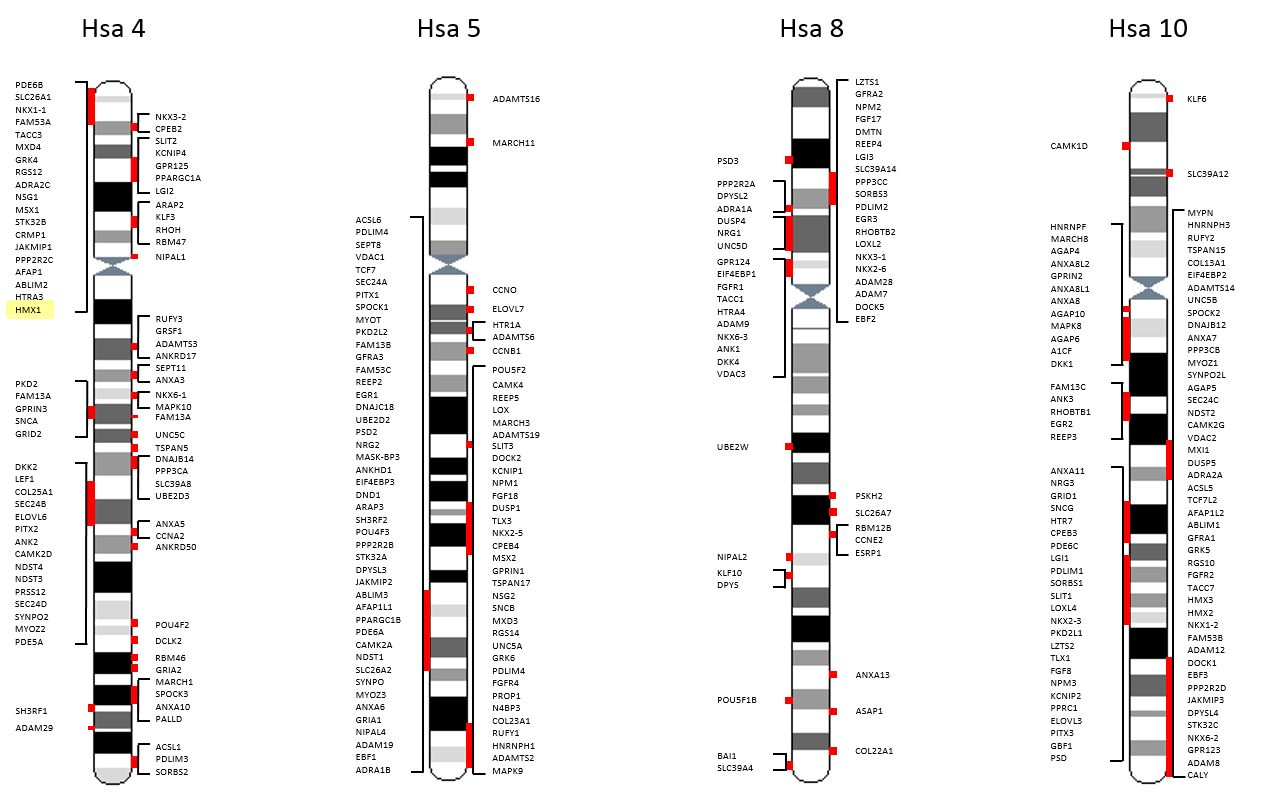 Hsa 4
PDE6B
SLC26A1
NKX1-1
FAM53A
TACC3
MXD4
GRK4
RGS12
ADRA2C
NSG1
MSX1
STK32B
CRMP1
JAKMIP1
PPP2R2C
AFAP1
ABLIM2
HTRA3
HMX1
PKD2
FAM13A
GPRIN3
SNCA
GRID2
DKK2
LEF1
COL25A1
SEC24B
ELOVL6
PITX2
ANK2
CAMK2D
NDST4
NDST3
PRSS12
SEC24D
SYNPO2
MYOZ2
PDE5A
SH3RF1
ADAM29
NKX3-2
CPEB2
SLIT2
KCNIP4
GPR125
PPARGC1A
LGI2
ARAP2
KLF3
RHOH
RBM47
NIPAL1
RUFY3
GRSF1
ADAMTS3
ANKRD17
SEPT11
ANXA3
NKX6-1
MAPK10
FAM13A
UNC5C
TSPAN5
DNAJB14
PPP3CA
SLC39A8
UBE2D3
ANXA5
CCNA2
ANKRD50
POU4F2
DCLK2
RBM46
GRIA2
MARCH1
SPOCK3
ANXA10
PALLD
ACSL1
PDLIM3
SORBS2
Hsa 5
ACSL6
PDLIM4
SEPT8
VDAC1
TCF7
SEC24A
PITX1
SPOCK1
MYOT
PKD2L2
FAM13B
GFRA3
FAM53C
REEP2
EGR1
DNAJC18
UBE2D2
PSD2
NRG2
MASK-BP3
ANKHD1
EIF4EBP3
DND1
ARAP3
SH3RF2
POU4F3
PPP2R2B
STK32A
DPYSL3
JAKMIP2
ABLIM3
AFAP1L1
PPARGC1B
PDE6A
CAMK2A
NDST1
SLC26A2
SYNPO
MYOZ3
ANXA6
GRIA1
NIPAL4
ADAM19
EBF1
ADRA1B
ADAMTS16
MARCH11
CCNO
ELOVL7
HTR1A
ADAMTS6
CCNB1
POU5F2
CAMK4
REEP5
LOX
MARCH3
ADAMTS19
SLIT3
DOCK2
KCNIP1
NPM1
FGF18
DUSP1
TLX3
NKX2-5
CPEB4
MSX2
GPRIN1
TSPAN17
NSG2
SNCB
MXD3
RGS14
UNC5A
GRK6
PDLIM4
FGFR4
PROP1
N4BP3
COL23A1
RUFY1
HNRNPH1
ADAMTS2
MAPK9
Hsa 8
PSD3
PPP2R2A
DPYSL2
ADRA1A
DUSP4
NRG1
UNC5D
GPR124
EIF4EBP1
FGFR1
TACC1
HTRA4
ADAM9
NKX6-3
ANK1
DKK4
VDAC3
UBE2W
NIPAL2
KLF10
DPYS
POU5F1B
BAI1
SLC39A4
LZTS1
GFRA2
NPM2
FGF17
DMTN
REEP4
LGI3
SLC39A14
PPP3CC
SORBS3
PDLIM2
EGR3
RHOBTB2
LOXL2
NKX3-1
NKX2-6
ADAM28
ADAM7
DOCK5
EBF2
PSKH2
SLC26A7
RBM12B
CCNE2
ESRP1
ANXA13
ASAP1
COL22A1
Hsa 10
CAMK1D
HNRNPF
MARCH8
AGAP4
ANXA8L2
GPRIN2
ANXA8L1
ANXA8
AGAP10
MAPK8
AGAP6
A1CF
DKK1
FAM13C
ANK3
RHOBTB1
EGR2
REEP3
ANXA11
NRG3
GRID1
SNCG
HTR7
CPEB3
PDE6C
LGI1
PDLIM1
SORBS1
SLIT1
LOXL4
NKX2-3
PKD2L1
LZTS2
TLX1
FGF8
NPM3
KCNIP2
PPRC1
ELOVL3
PITX3
GBF1
PSD
KLF6
SLC39A12
MYPN
HNRNPH3
RUFY2
TSPAN15
COL13A1
EIF4EBP2
ADAMTS14
UNC5B
SPOCK2
DNAJB12
ANXA7
PPP3CB
MYOZ1
SYNPO2L
AGAP5
SEC24C
NDST2
CAMK2G
VDAC2
MXI1
DUSP5
ADRA2A
ACSL5
TCF7L2
AFAP1L2
ABLIM1
GFRA1
GRK5
RGS10
FGFR2
TACC7
HMX3
HMX2
NKX1-2
FAM53B
ADAM12
DOCK1
EBF3
PPP2R2D
JAKMIP3
DPYSL4
STK32C
NKX6-2
GPR123
ADAM8
CALY